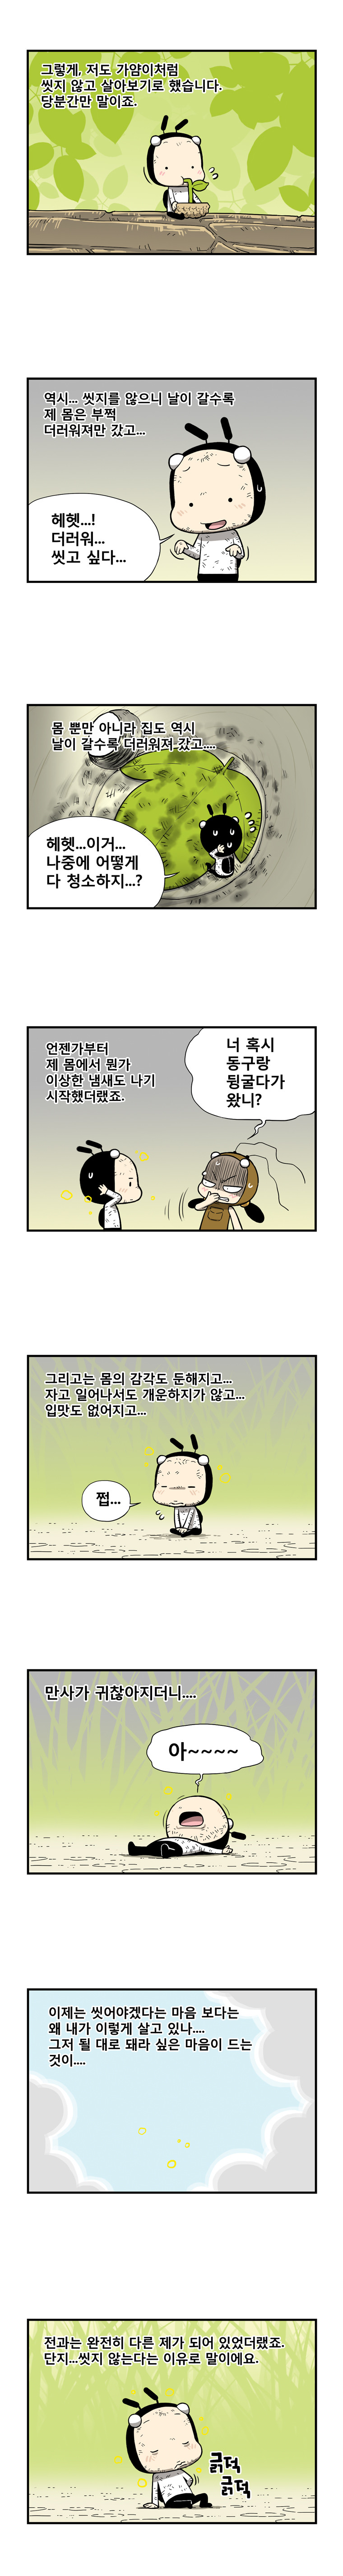 그렇게, 저도 가얌이처럼
씻지 않고 살아보기로 했습니다.
당분간만 말이죠.
역시... 씻지를 않으니 날이 갈수록
제 몸은 부쩍
더러워져만 갔고...
헤헷...!
더러워...
씻고 싶다...
몸 뿐만 아니라 집도 역시
날이 갈수록 더러워져 갔고....
헤헷...이거...
나중에 어떻게
다 청소하지...?
언젠가부터
제 몸에서 뭔가
이상한 냄새도 나기
시작했더랬죠.
너 혹시
동구랑
뒹굴다가
왔니?
그리고는 몸의 감각도 둔해지고...
자고 일어나서도 개운하지가 않고...
입맛도 없어지고...
쩝...
만사가 귀찮아지더니....
아~~~~
이제는 씻어야겠다는 마음 보다는
왜 내가 이렇게 살고 있나....
그저 될 대로 돼라 싶은 마음이 드는
것이....
전과는 완전히 다른 제가 되어 있었더랬죠.
단지...씻지 않는다는 이유로 말이에요.
긁적
긁적